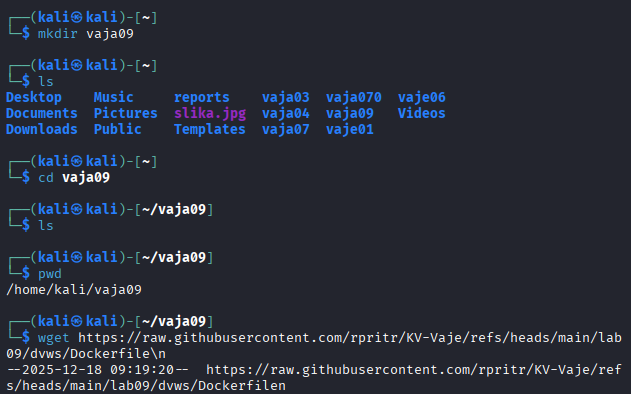 ┌──(kali㉿kali)-[~]
└─$ mkdir vaja09
┌──(kali㉿kali)-[~]
└─$ ls
Desktop    Music     reports    vaja03  vaja070  vaje06
Documents  Pictures  slika.jpg  vaja04  vaja09   Videos
Downloads  Public    Templates  vaja07  vaje01
┌──(kali㉿kali)-[~]
└─$ cd vaja09
┌──(kali㉿kali)-[~/vaja09]
└─$ ls
┌──(kali㉿kali)-[~/vaja09]
└─$ pwd
/home/kali/vaja09
┌──(kali㉿kali)-[~/vaja09]
└─$ wget https://raw.githubusercontent.com/rpritr/KV-Vaje/refs/heads/main/lab
09/dvws/Dockerfile\n
--2025-12-18 09:19:20--  https://raw.githubusercontent.com/rpritr/KV-Vaje/ref
s/heads/main/lab09/dvws/Dockerfilen